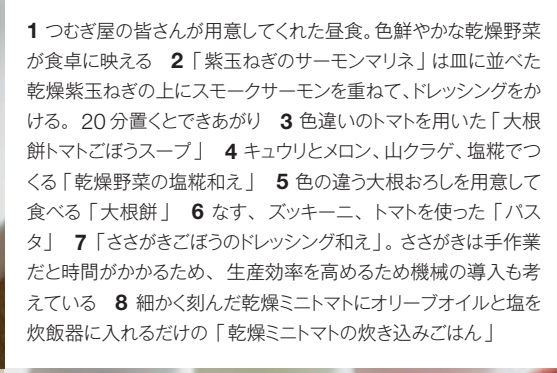 1 つむぎ屋の皆さんが用意してくれた昼食。色鮮やかな乾燥野菜
が食卓に映える　2「紫玉ねぎのサーモンマリネ」は皿に並べた
乾燥紫玉ねぎの上にスモークサーモンを重ねて、ドレッシングをか
ける。20分置くとできあがり　3 色違いのトマトを用いた「大根
餅トマトごぼうスープ」　4 キュウリとメロン、山クラゲ、塩糀でつ
くる「乾燥野菜の塩糀和え」　5 色の違う大根おろしを用意して
食べる「大根餅」　6 なす、ズッキーニ、トマトを使った「パス
タ」　7「ささがきごぼうのドレッシング和え」。ささがきは手作業
だと時間がかかるため、生産効率を高めるため機械の導入も考
えている　8 細かく刻んだ乾燥ミニトマトにオリーブオイルと塩を
炊飯器に入れるだけの「乾燥ミニトマトの炊き込みごはん」